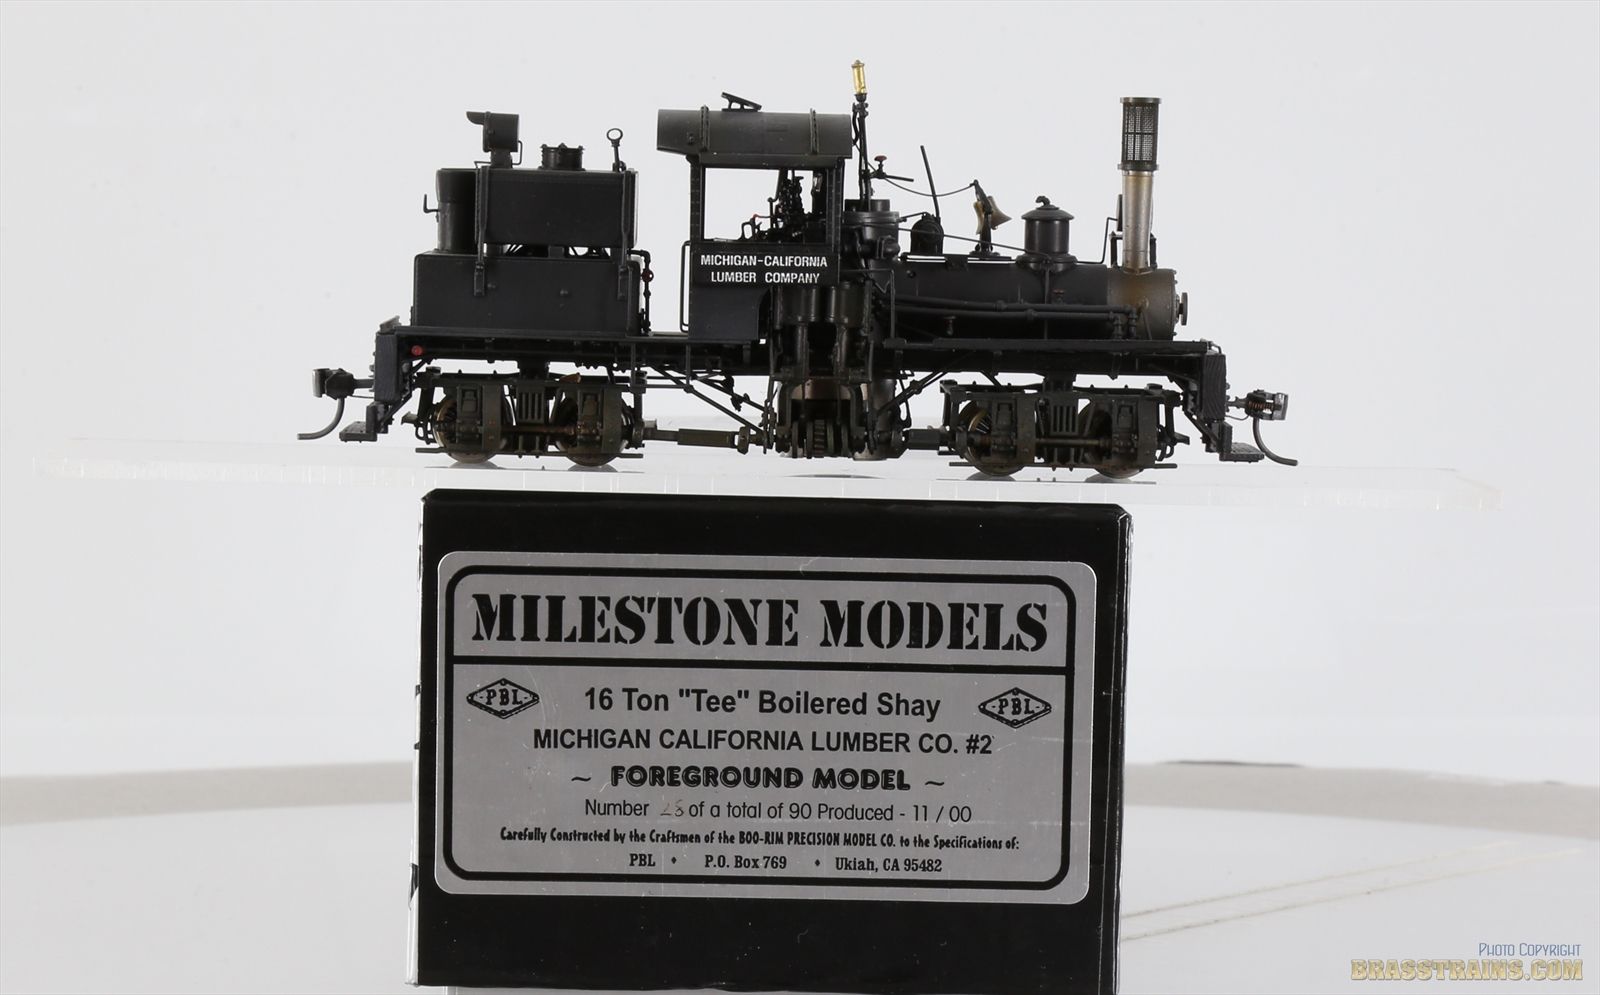 MICHIGAN-CALIFORNIA
LUMBER COMPANY
MILESTONE MODELS
PBL 16 Ton "Tee" Boilered Shay PBL
MICHIGAN CALIFORNIA LUMBER CO. #2
~ FOREGROUND MODEL ~
Number 28 of a total of 90 Produced - 11 / 00
Carefully Constructed by the Craftsmen of the BOO-RIM PRECISION MODEL CO. to the Specifications of:
PBL ♦ P.O. Box 769 ♦ Ukiah, CA 95482
PHOTO COPYRIGHT
BRASSTRAINS.COM